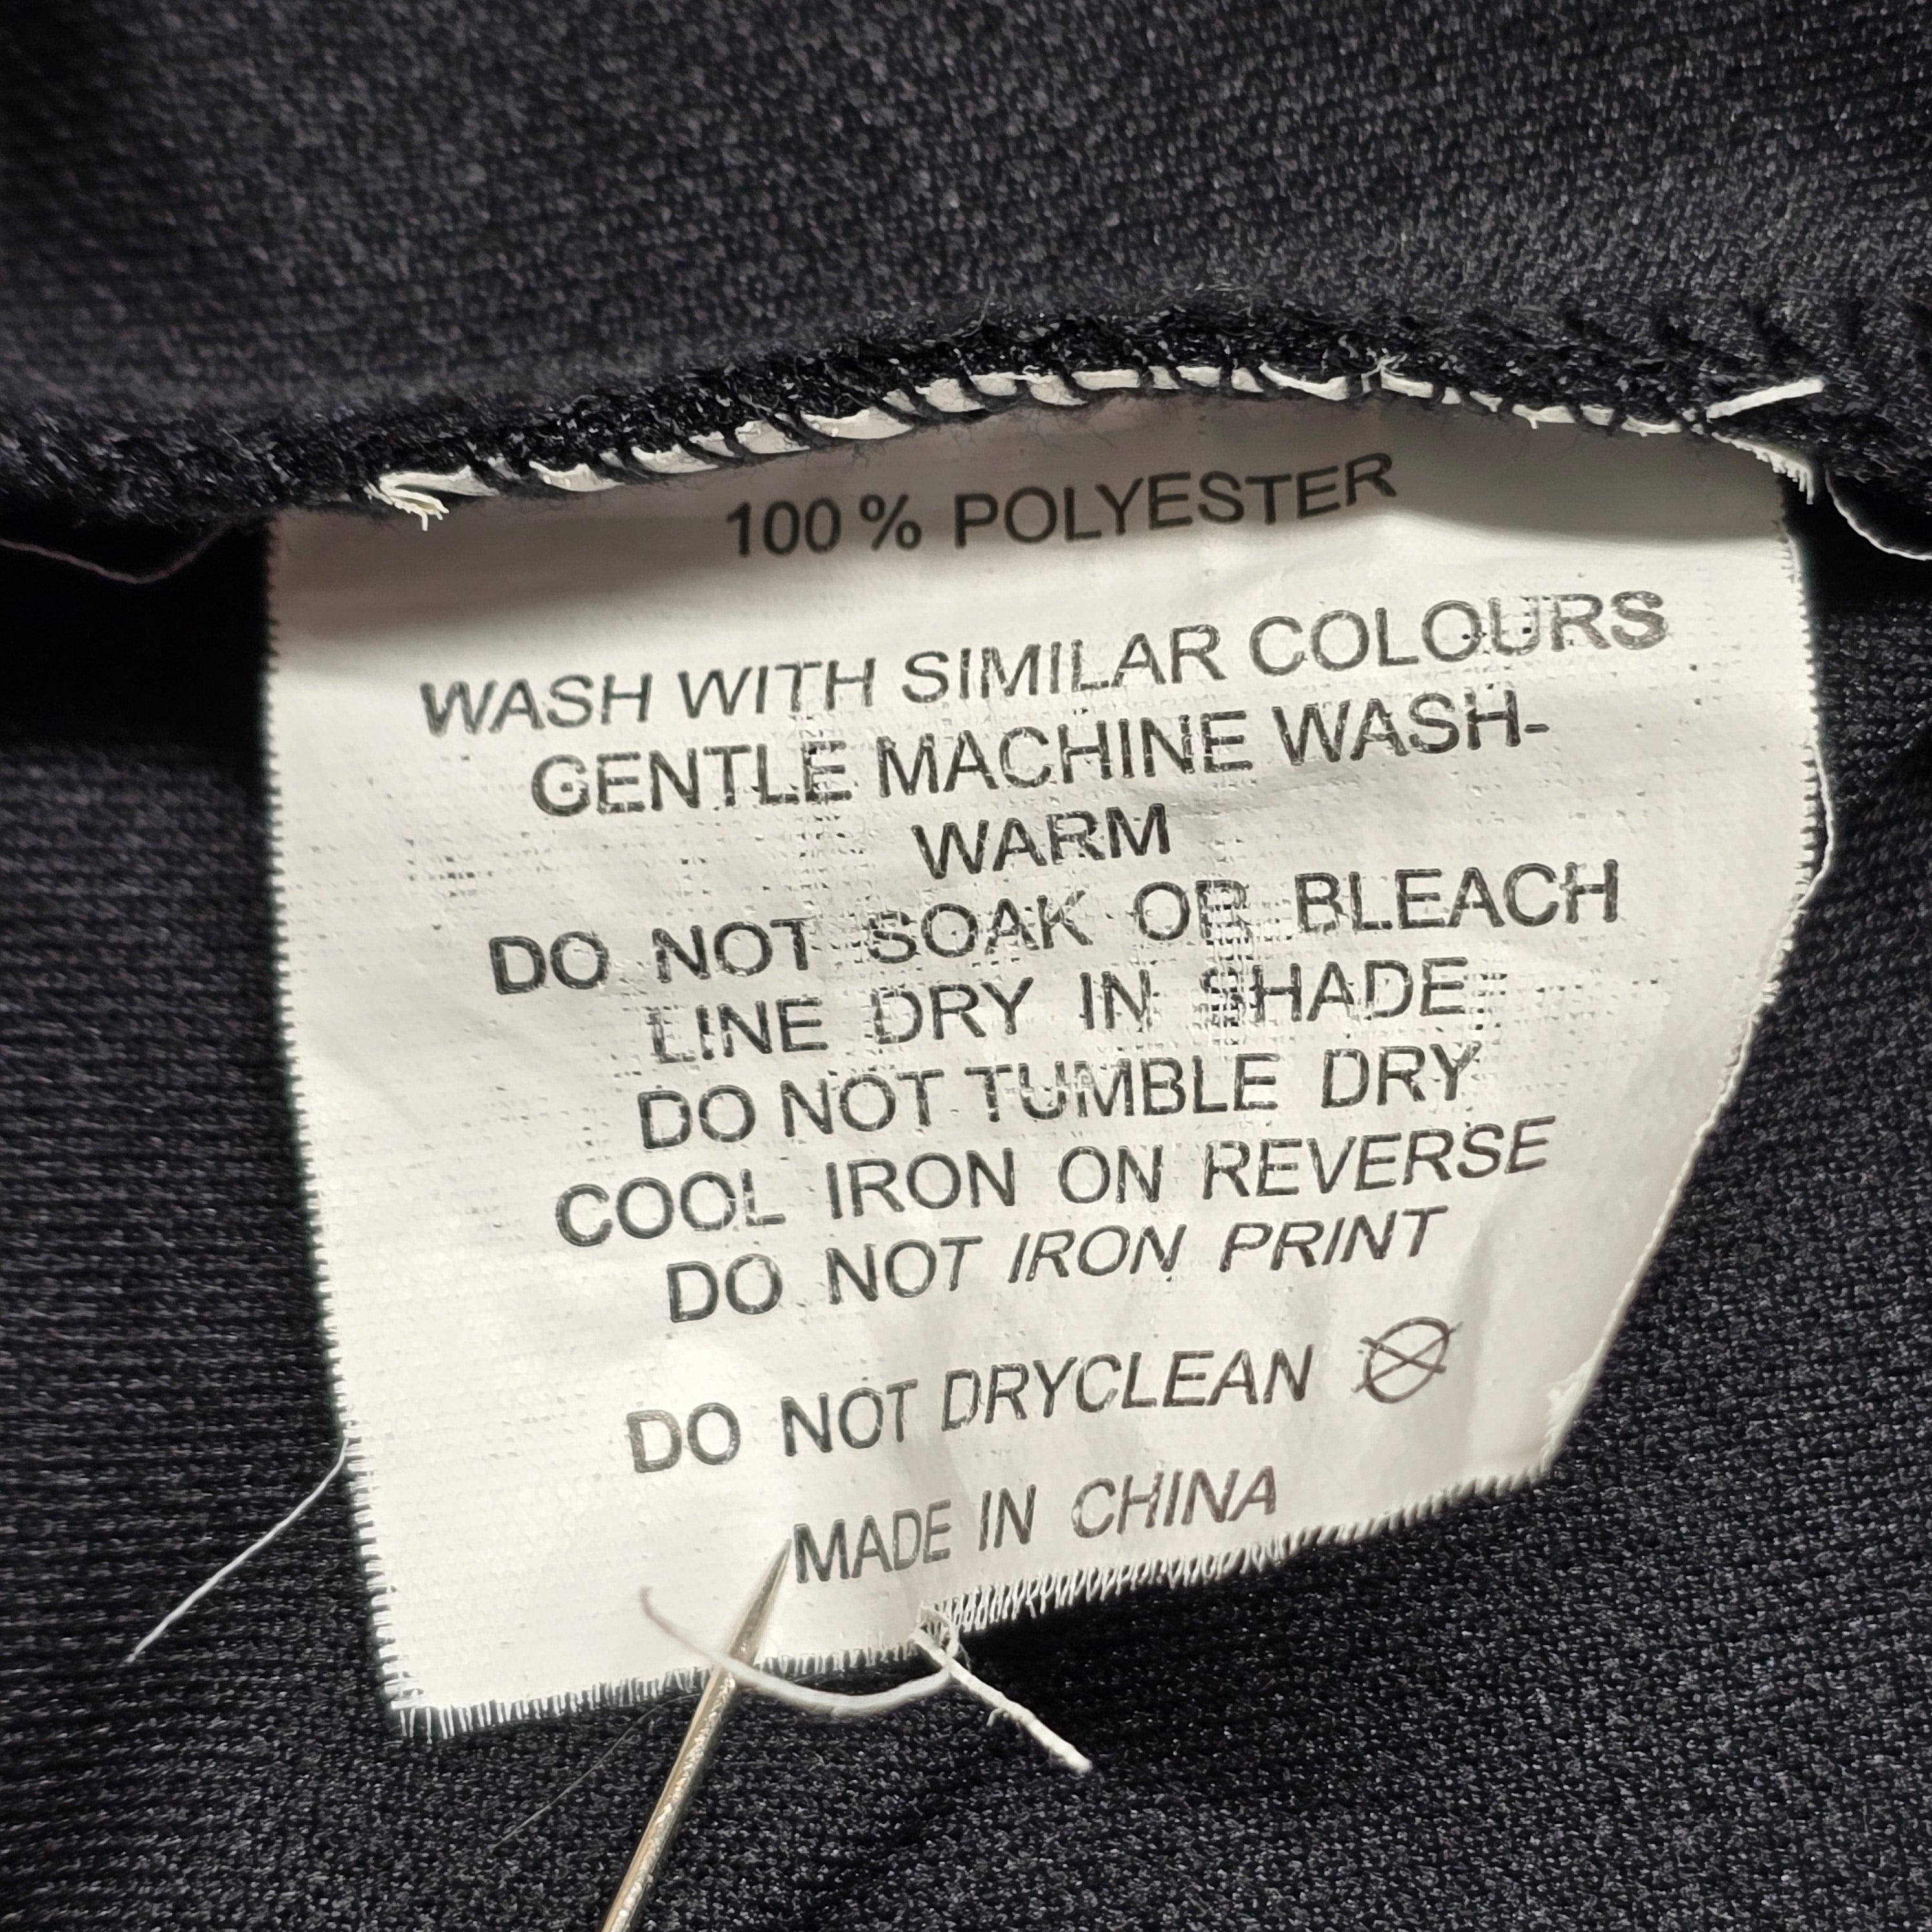 100% POLYESTER
WASH WITH SIMILAR COLOURS
GENTLE MACHINE WASH-
WARM
DO NOT SOAK OR BLEACH
LINE DRY IN SHADE
DO NOT TUMBLE DRY
COOL IRON ON REVERSE
DO NOT IRON PRINT
DO NOT DRYCLEAN
MADE IN CHINA